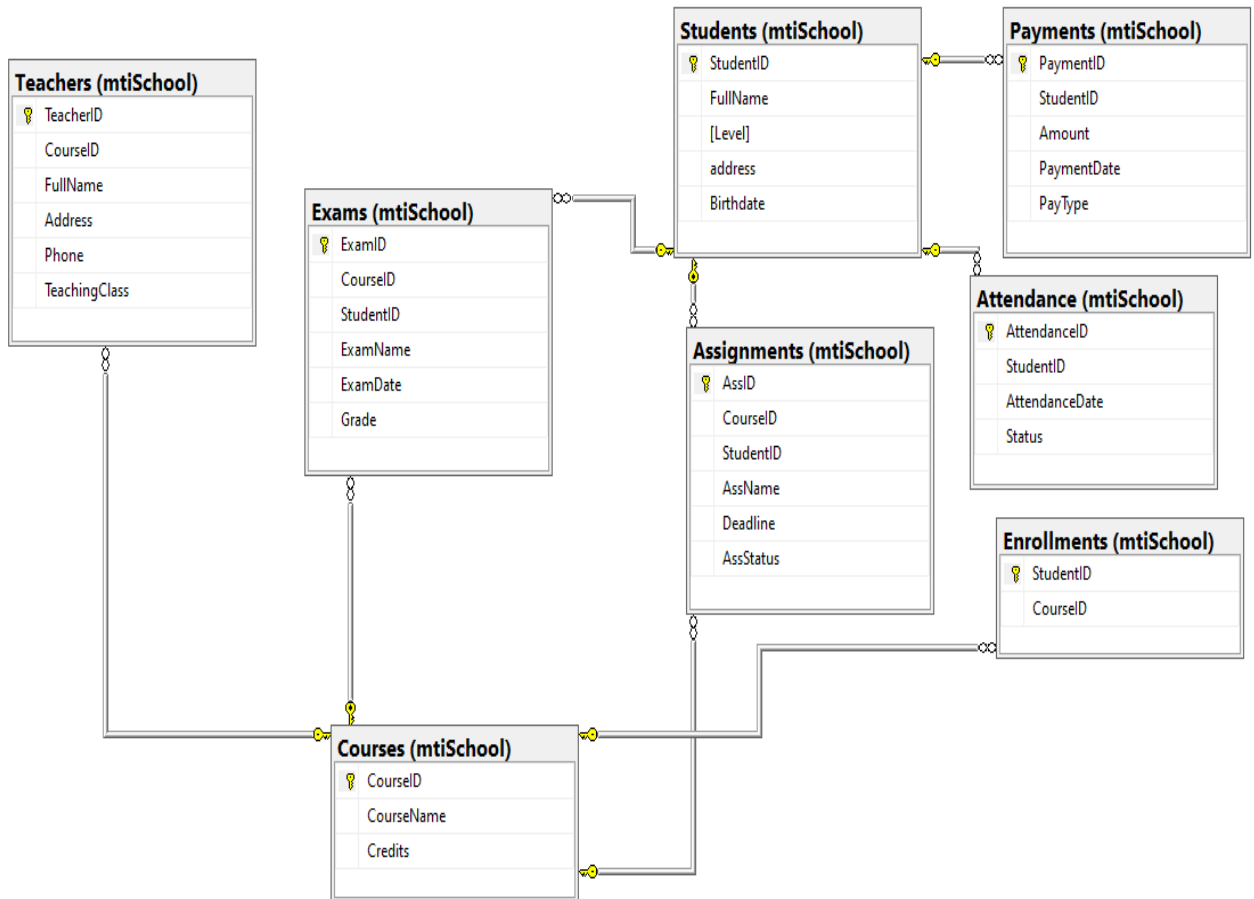 Teachers (mtiSchool)
TeacherID
CourseID
FullName
Address
Phone
TeachingClass
Exams (mtiSchool)
ExamID
CourseID
StudentID
ExamName
ExamDate
Grade
Students (mtiSchool)
StudentID
FullName
[Level]
address
Birthdate
Payments (mtiSchool)
PaymentID
StudentID
Amount
PaymentDate
PayType
Attendance (mtiSchool)
AttendanceID
StudentID
AttendanceDate
Status
Assignments (mtiSchool)
AssID
CourseID
StudentID
AssName
Deadline
AssStatus
Enrollments (mtiSchool)
StudentID
CourseID
Courses (mtiSchool)
CourseID
CourseName
Credits